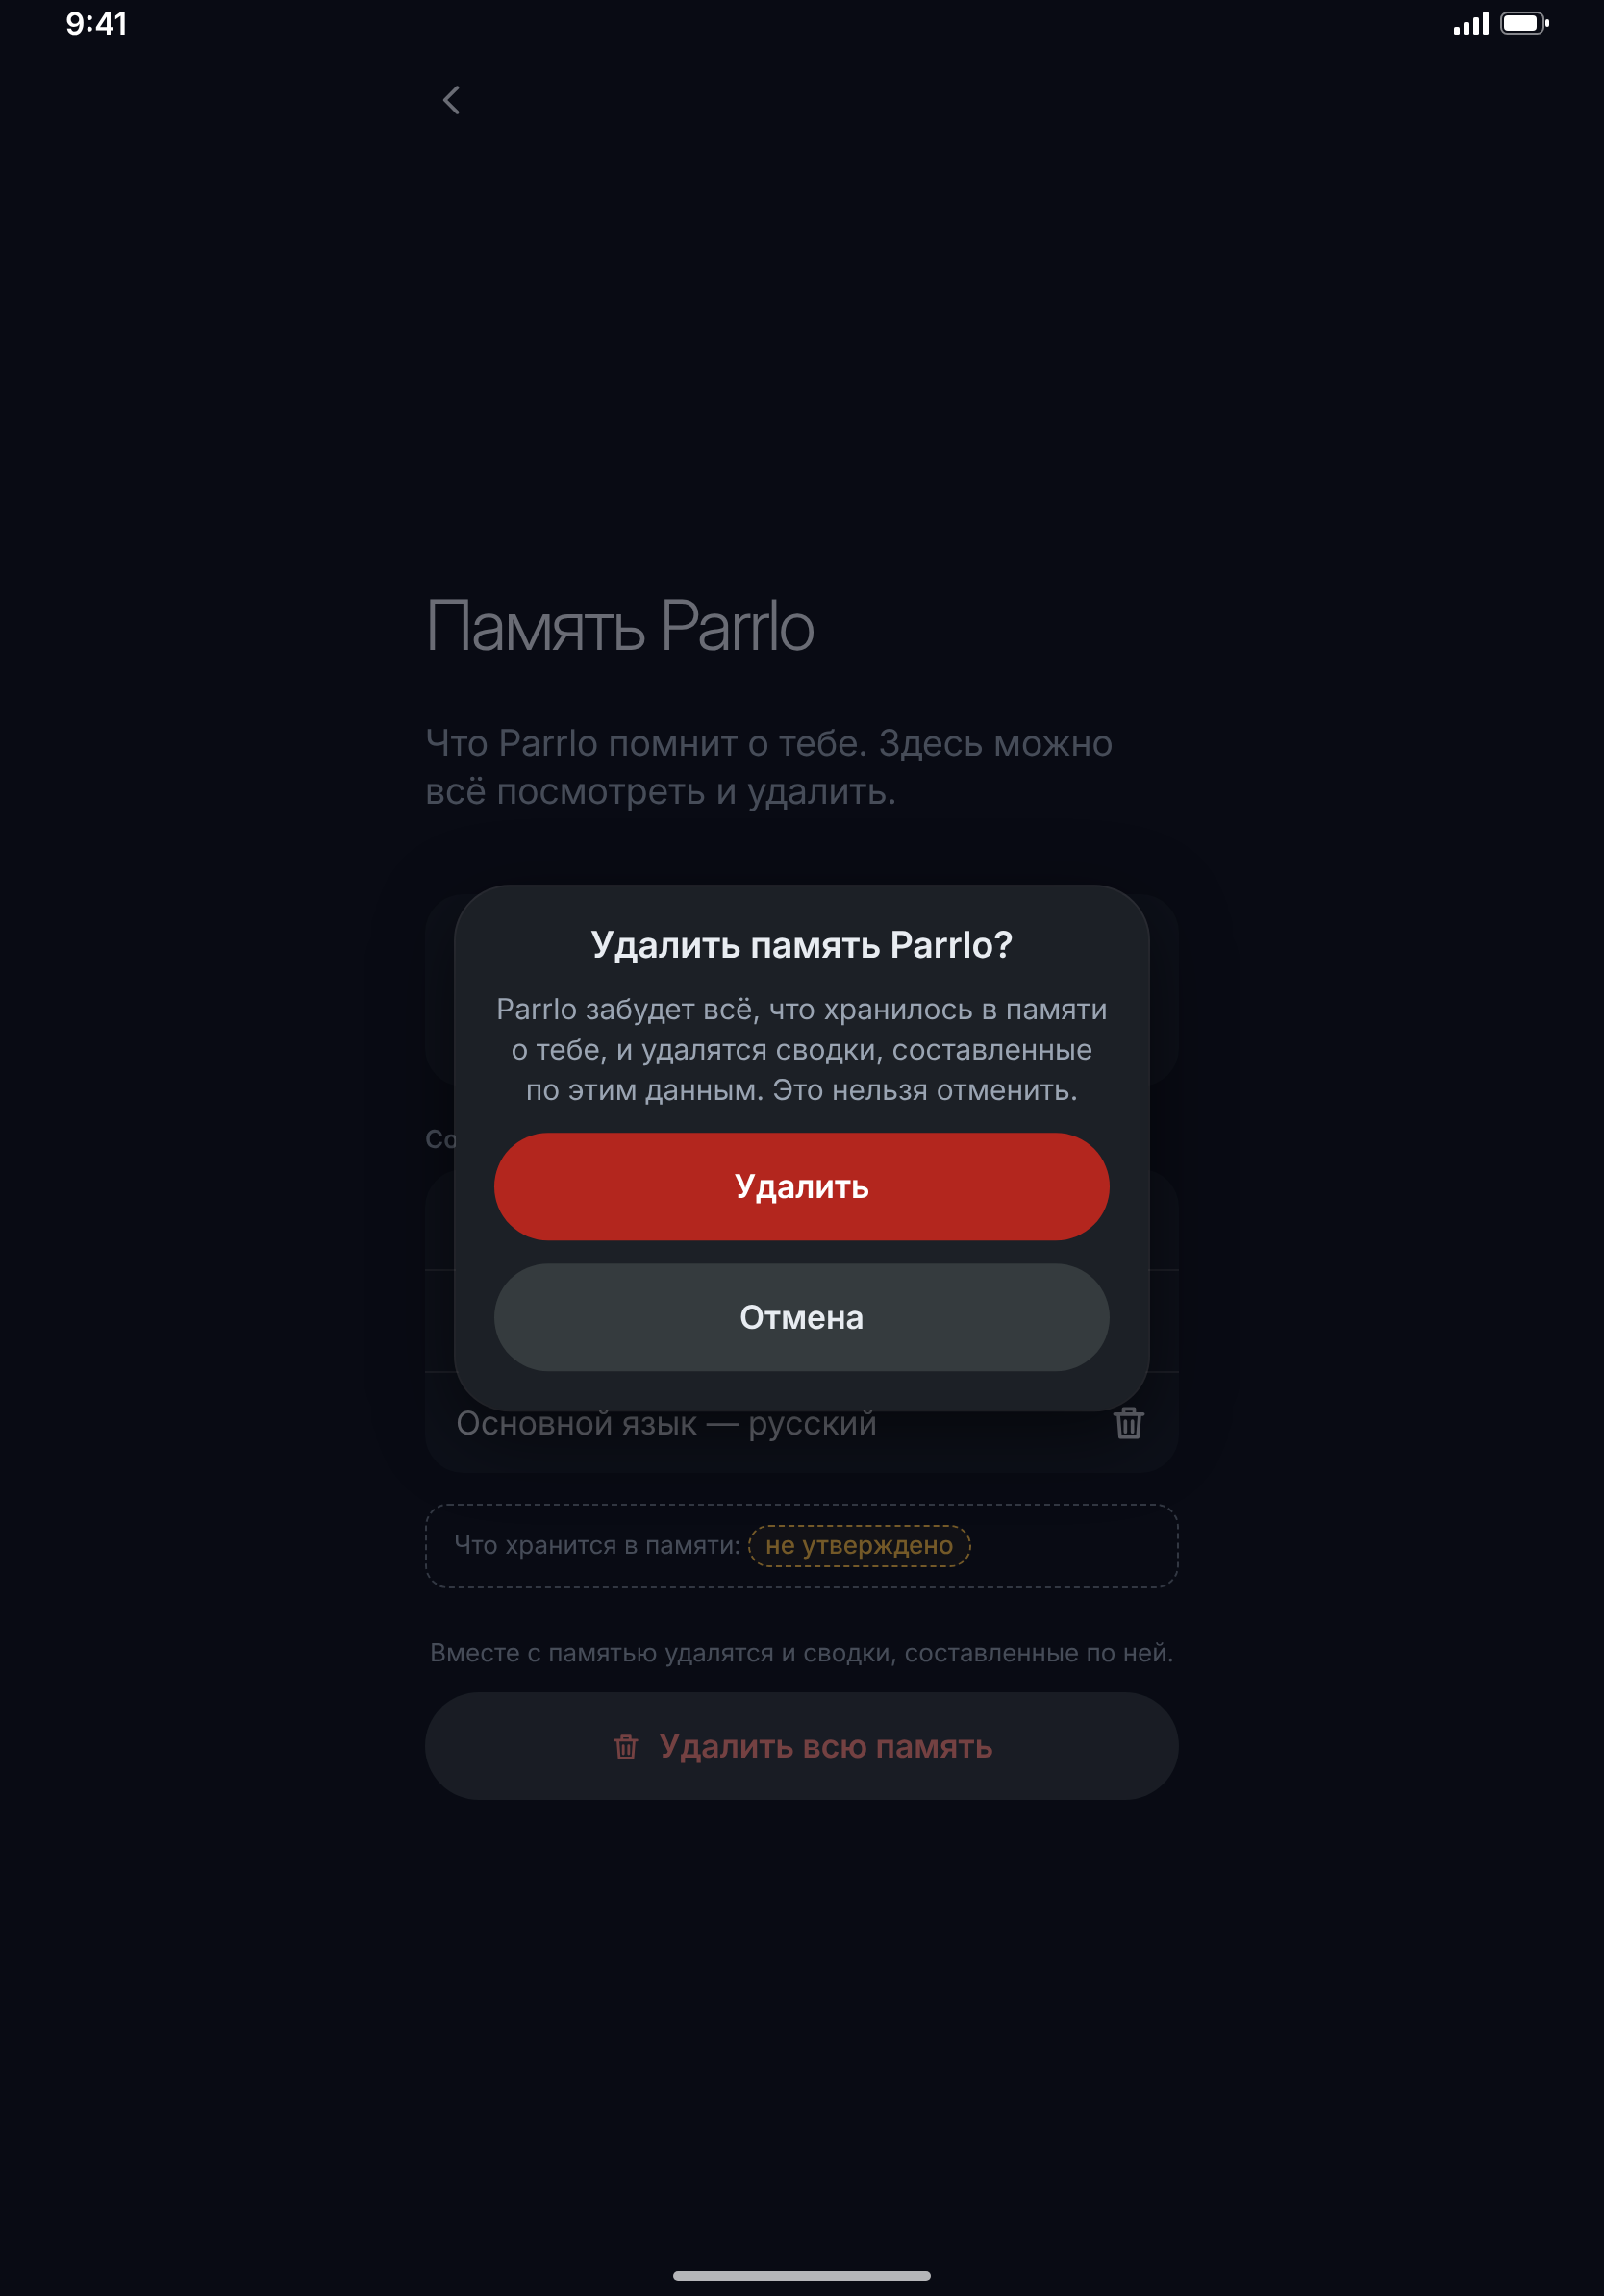 9:41
Память Parrlo
Что Parrlo помнит о тебе. Здесь можно
всё посмотреть и удалить.
Удалить память Parrlo?
Parrlo забудет всё, что хранилось в памяти
о тебе, и удалятся сводки, составленные
по этим данным. Это нельзя отменить.
Удалить
Отмена
Основной язык — русский
Что хранится в памяти: не утверждено
Вместе с памятью удалятся и сводки, составленные по ней.
Удалить всю память